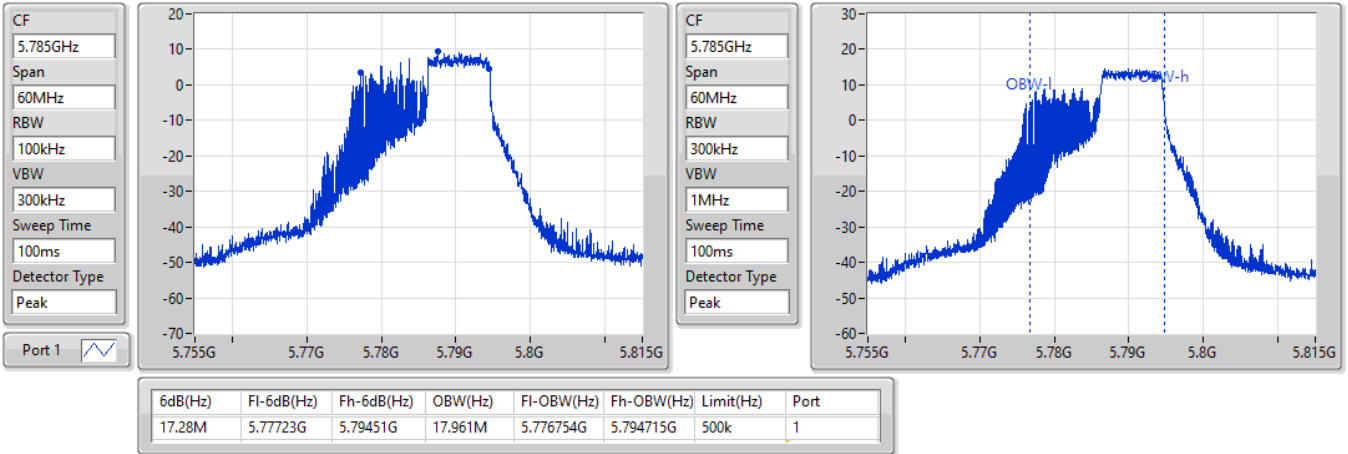 CF
5.785GHz
Span
60MHz
RBW
100kHz
VBW
300kHz
Sweep Time
100ms
Detector Type
Peak
Port 1
20
10
0
-10
-20
-30
-40
-50
-60
-70
5.755G 5.77G 5.78G 5.79G 5.8G 5.815G
CF
5.785GHz
Span
60MHz
RBW
300kHz
VBW
1MHz
Sweep Time
100ms
Detector Type
Peak
30
20
10
0
-10
-20
-30
-40
-50
-60
OBW-l OBW-h
5.755G 5.77G 5.78G 5.79G 5.8G 5.815G
6dB(Hz) Fl-6dB(Hz) Fh-6dB(Hz) OBW(Hz) Fl-OBW(Hz) Fh-OBW(Hz) Limit(Hz) Port
17.28M 5.77723G 5.79451G 17.961M 5.776754G 5.794715G 500k 1